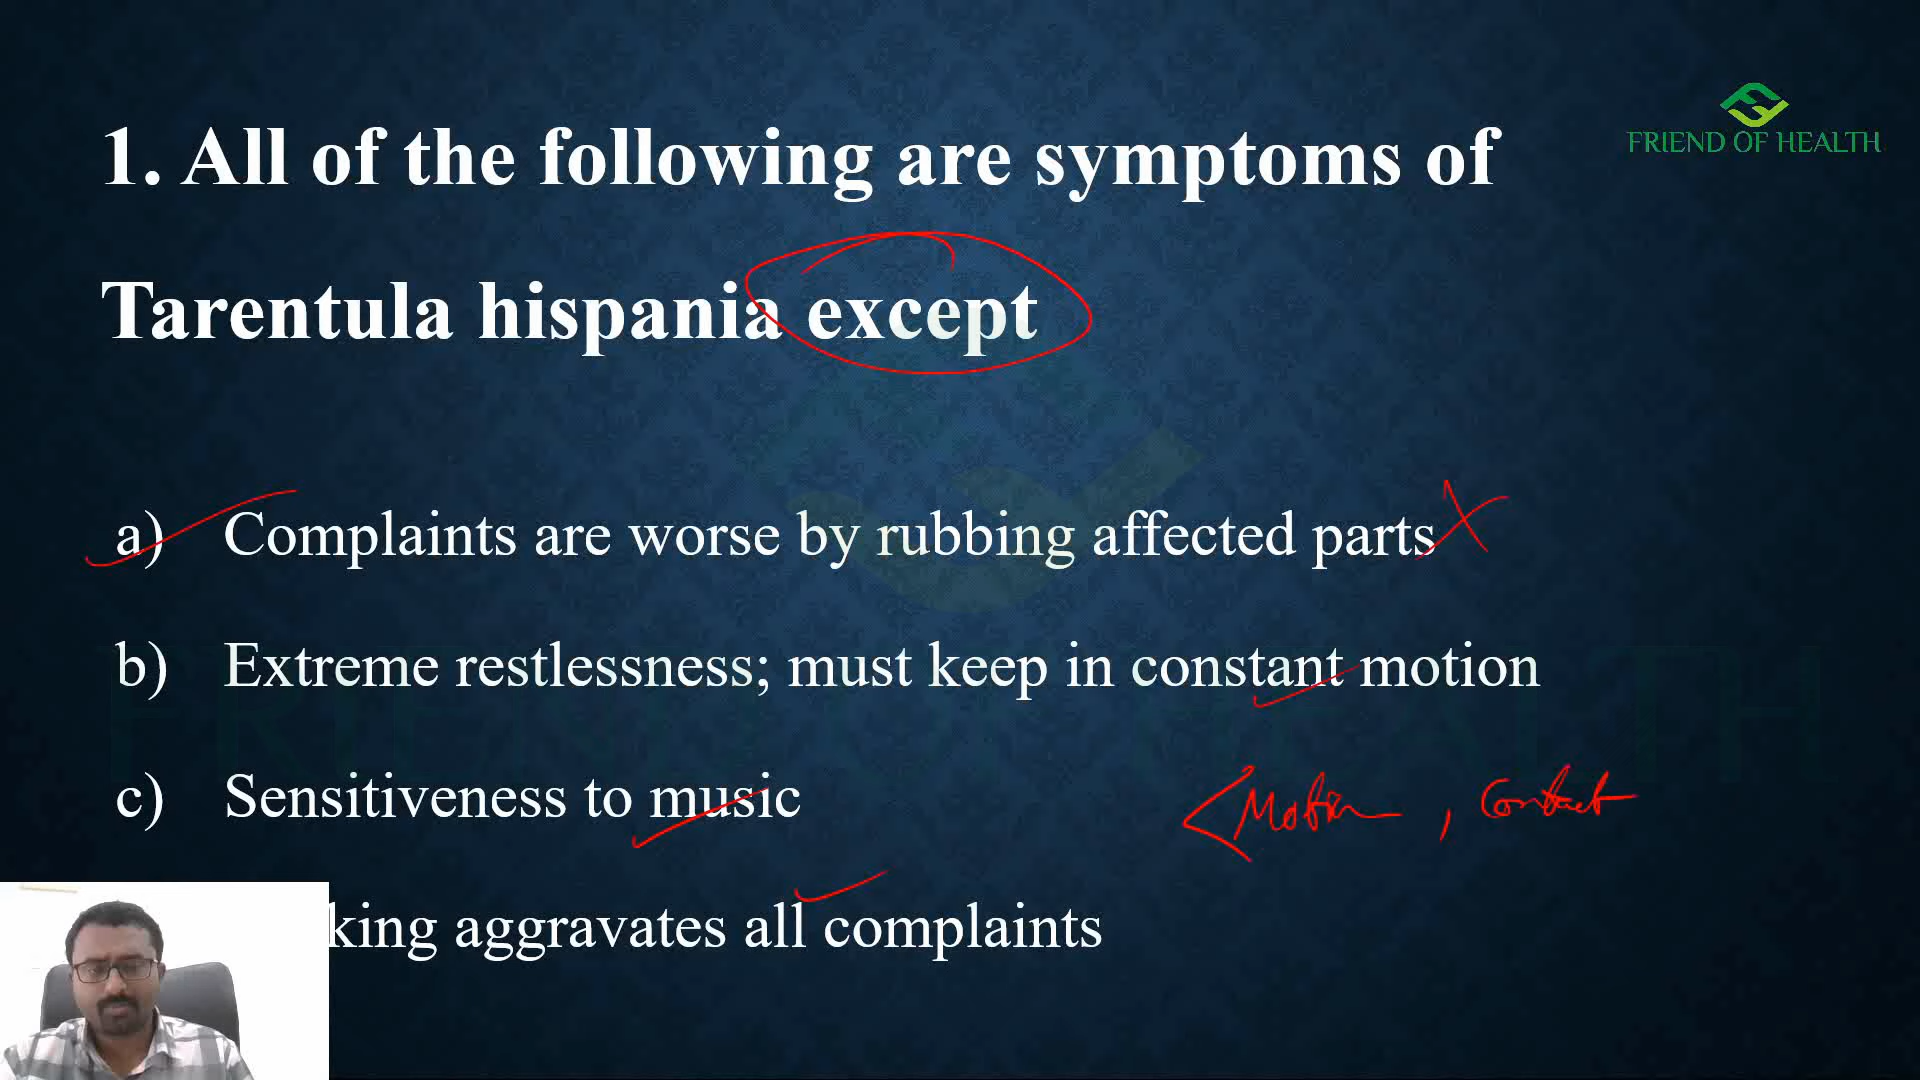 FRIEND OF HEALTH
1. All of the following are symptoms of
Tarentula hispania except
a) Complaints are worse by rubbing affected parts
b) Extreme restlessness; must keep in constant motion
c) Sensitiveness to music
< Motion, Contact
king aggravates all complaints